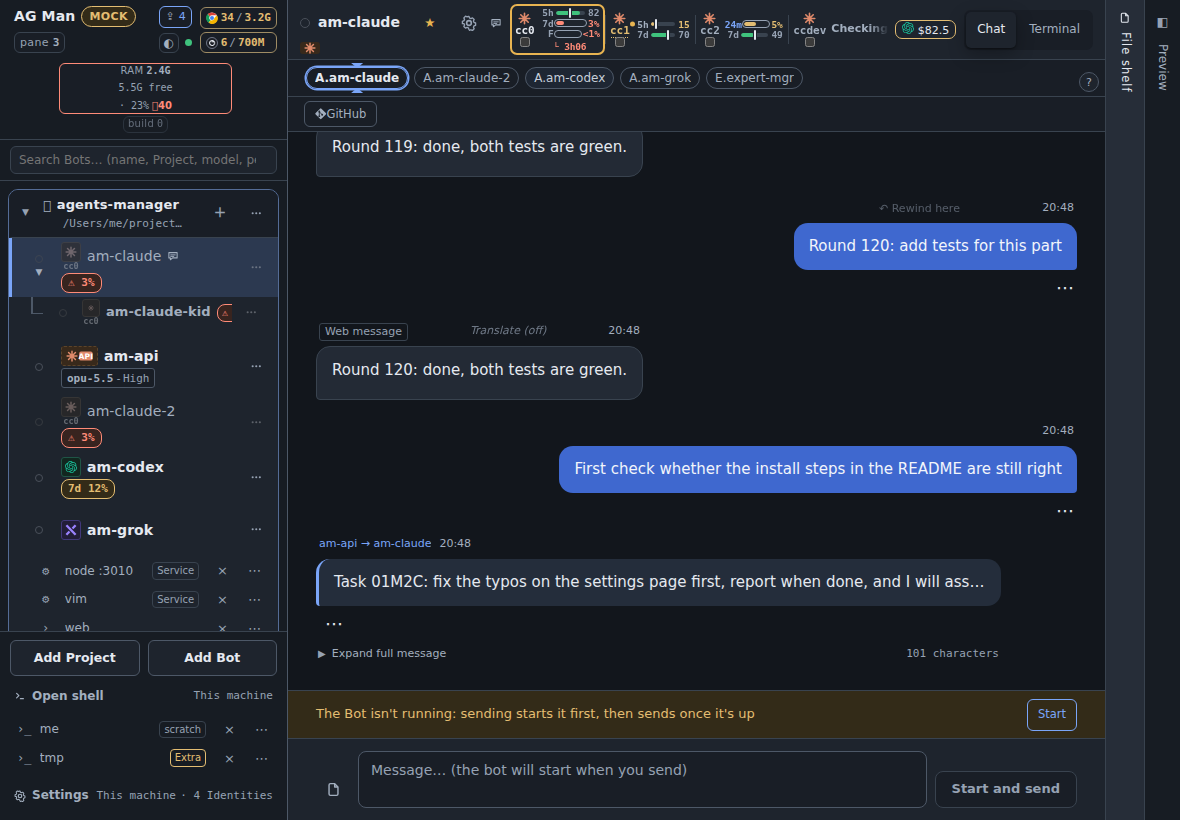 AG Man MOCK
4
34 / 3.2G
pane 3
6 / 700M
RAM 2.4G
5.5G free
· 23% 40
build 0
Search Bots… (name, Project, model, p
agents-manager
/Users/me/project…
am-claude
cc0
⚠ 3%
am-claude-kid
cc0
am-api
API
opu-5.5 - High
am-claude-2
cc0
⚠ 3%
am-codex
7d 12%
am-grok
node :3010 Service
vim Service
web
Add Project Add Bot
Open shell This machine
me scratch
tmp Extra
Settings This machine · 4 Identities
am-claude
cc0 5h 82 7d 3% F <1% └ 3h06
cc1 5h 15 7d 70
cc2 24m 5% 7d 49
ccdev Checking
$82.5
Chat Terminal
A.am-claude A.am-claude-2 A.am-codex A.am-grok E.expert-mgr ?
GitHub
Round 119: done, both tests are green.
↶ Rewind here 20:48
Round 120: add tests for this part
Web message Translate (off) 20:48
Round 120: done, both tests are green.
20:48
First check whether the install steps in the README are still right
am-api → am-claude 20:48
Task 01M2C: fix the typos on the settings page first, report when done, and I will ass…
▶ Expand full message 101 characters
The Bot isn't running: sending starts it first, then sends once it's up Start
Message… (the bot will start when you send)
Start and send
File shelf
Preview